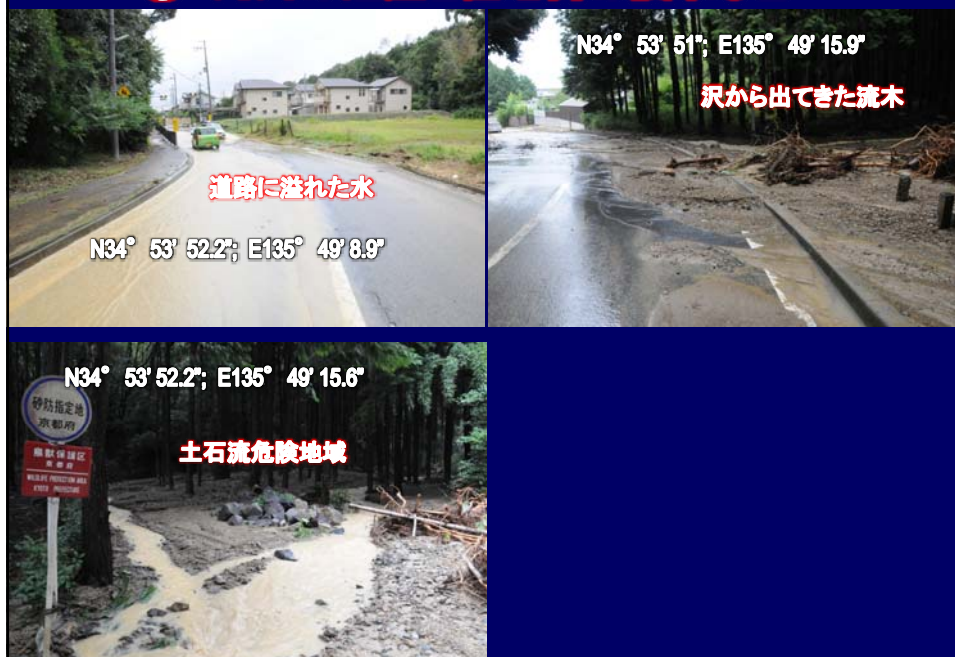 道路に溢れた水
N34° 53' 52.2"; E135° 49' 8.9"
N34° 53' 51"; E135° 49' 15.9"
沢から出てきた流木
N34° 53' 52.2"; E135° 49' 15.6"
土石流危険地域
砂防指定地
京都府
鳥獣保護区
京都府
WILDLIFE PROTECTION AREA
KYOTO PREFECTURE